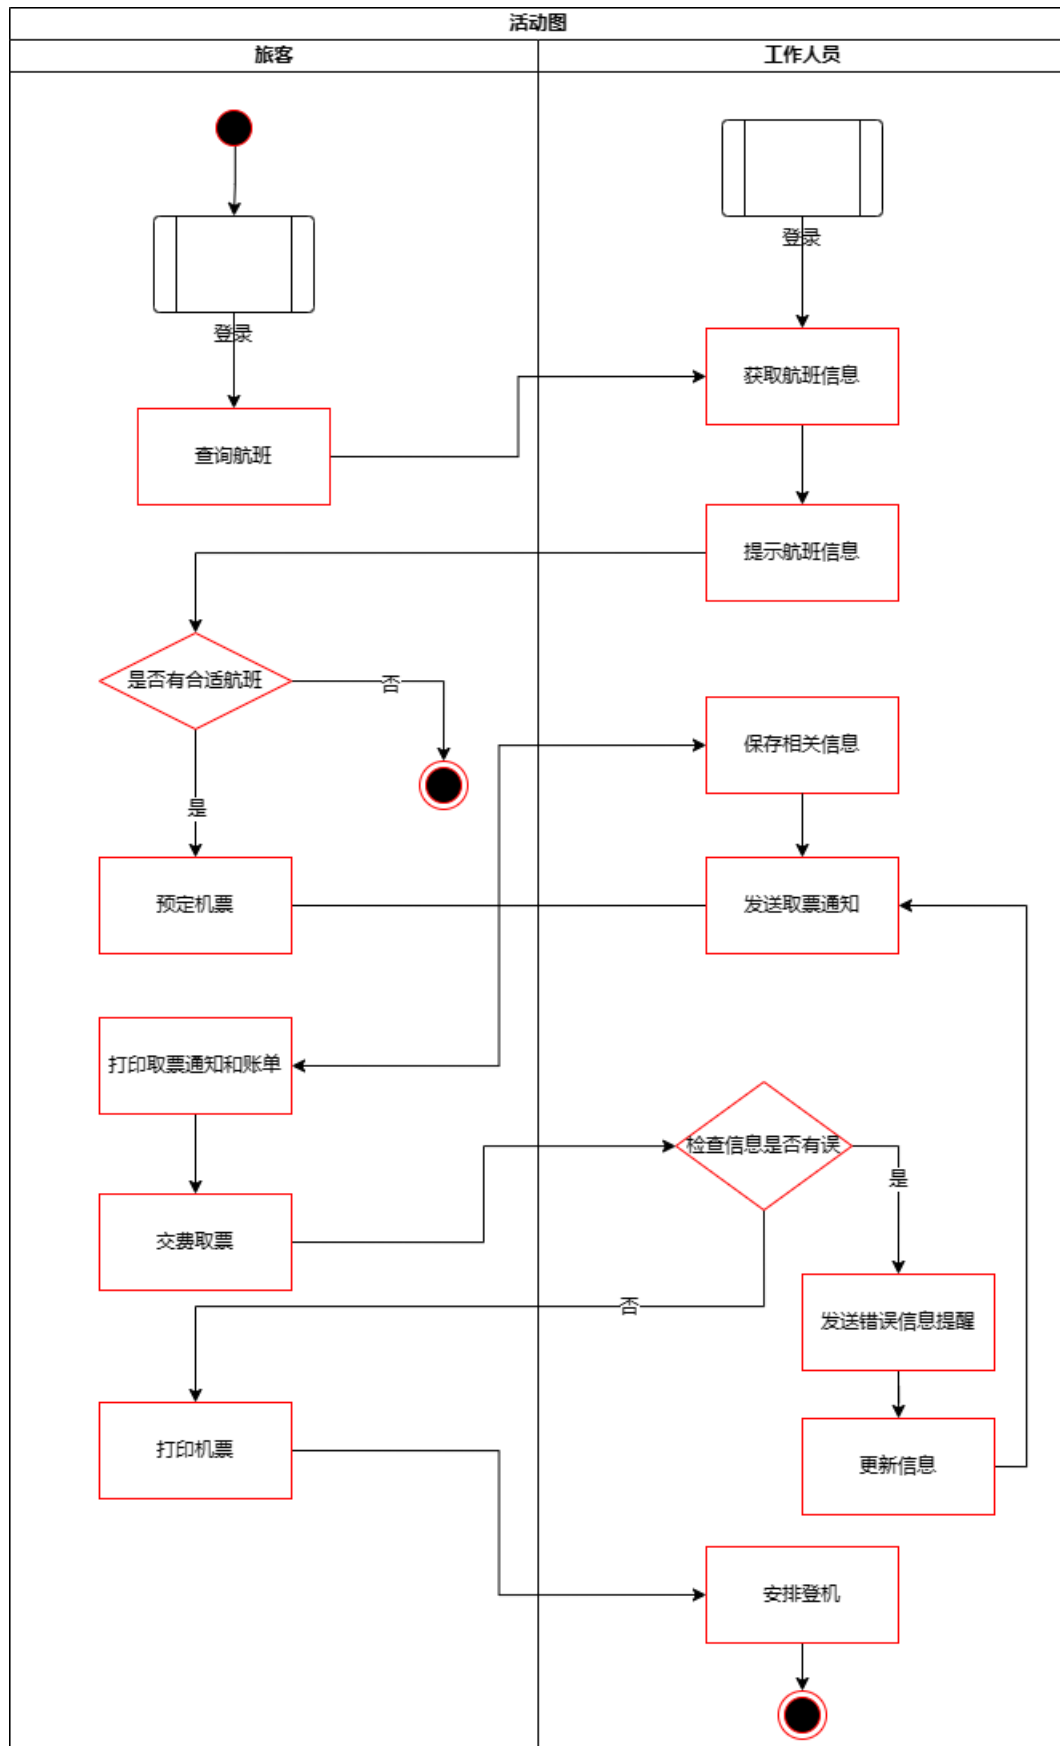 活动图
旅客
工作人员
登录
登录
获取航班信息
查询航班
提示航班信息
是否有合适航班
否
保存相关信息
是
预定机票
发送取票通知
打印取票通知和账单
检查信息是否有误
是
交费取票
否
发送错误信息提醒
打印机票
更新信息
安排登机